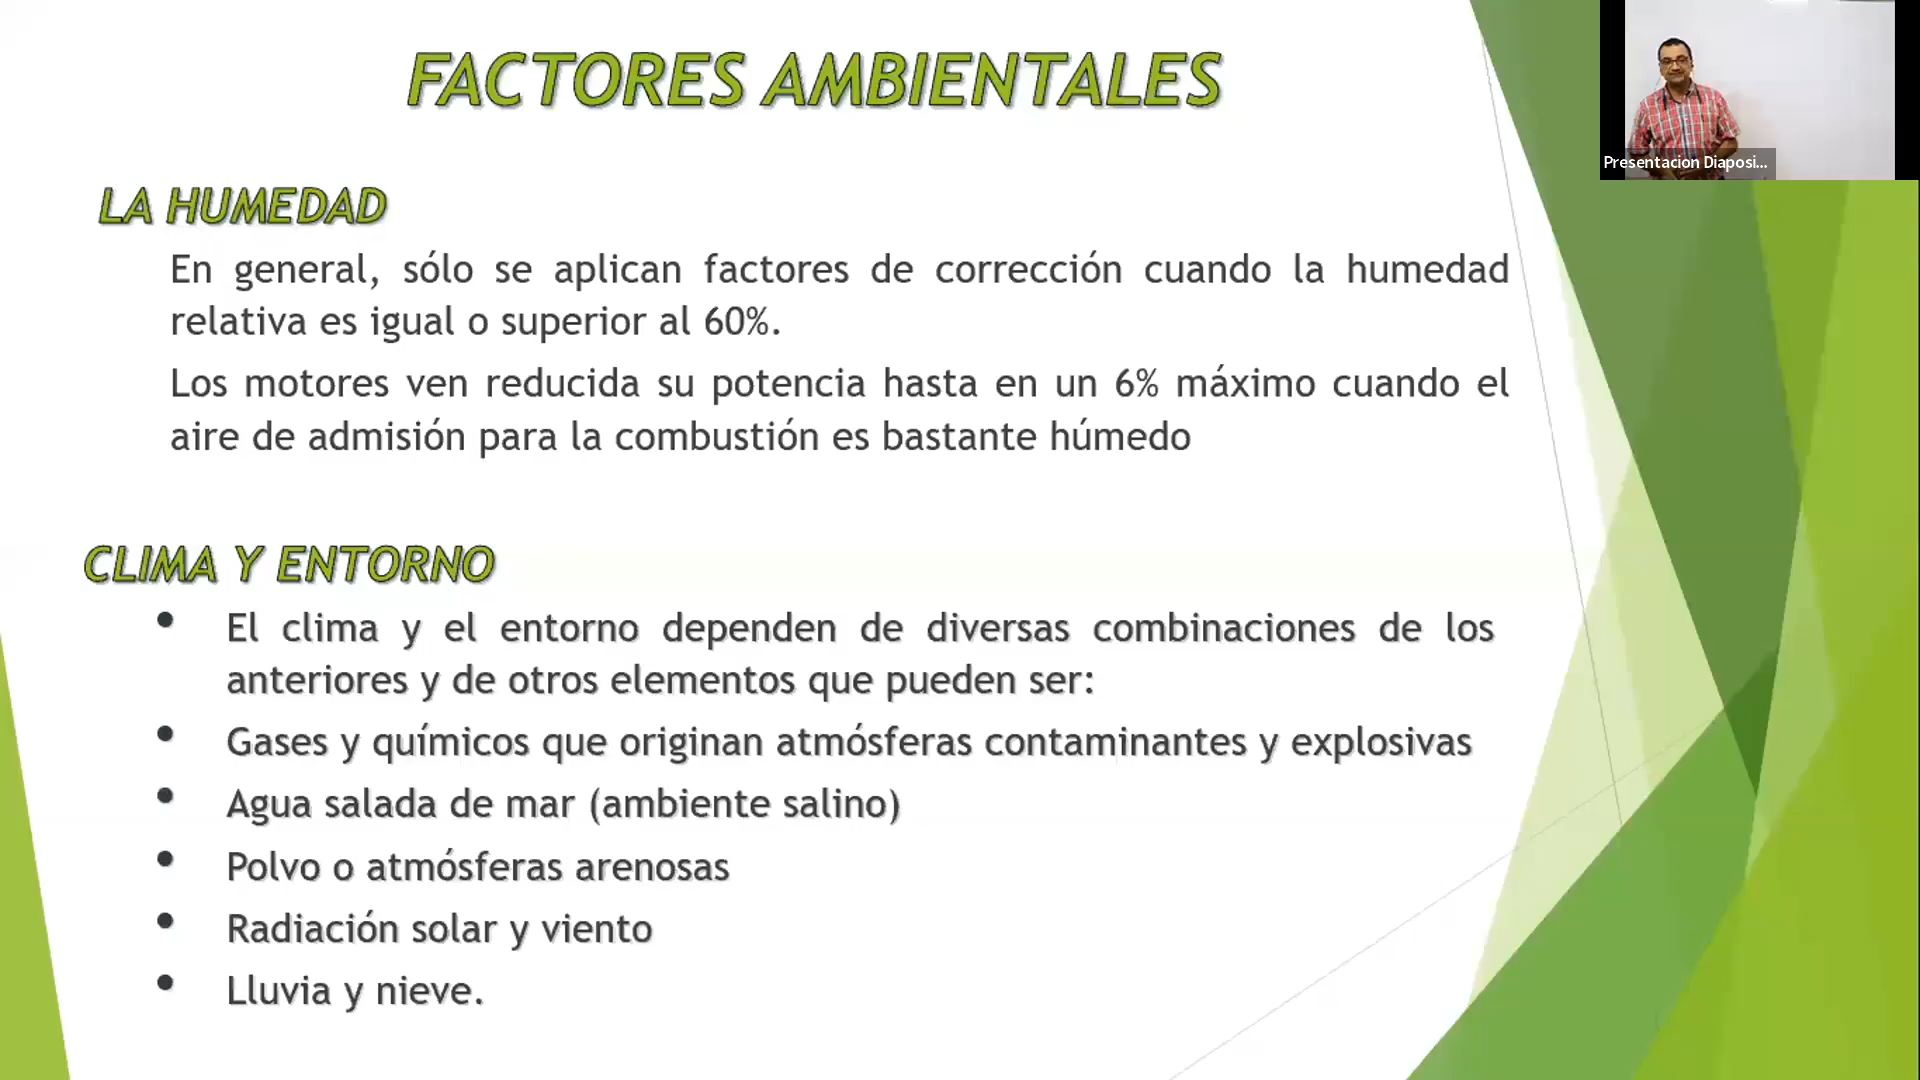 FACTORES AMBIENTALES
Presentacion Diaposi...
LA HUMEDAD
En general, sólo se aplican factores de corrección cuando la humedad
relativa es igual o superior al 60%.
Los motores ven reducida su potencia hasta en un 6% máximo cuando el
aire de admisión para la combustión es bastante húmedo
CLIMA Y ENTORNO
• El clima y el entorno dependen de diversas combinaciones de los
anteriores y de otros elementos que pueden ser:
• Gases y químicos que originan atmósferas contaminantes y explosivas
• Agua salada de mar (ambiente salino)
• Polvo o atmósferas arenosas
• Radiación solar y viento
• Lluvia y nieve.